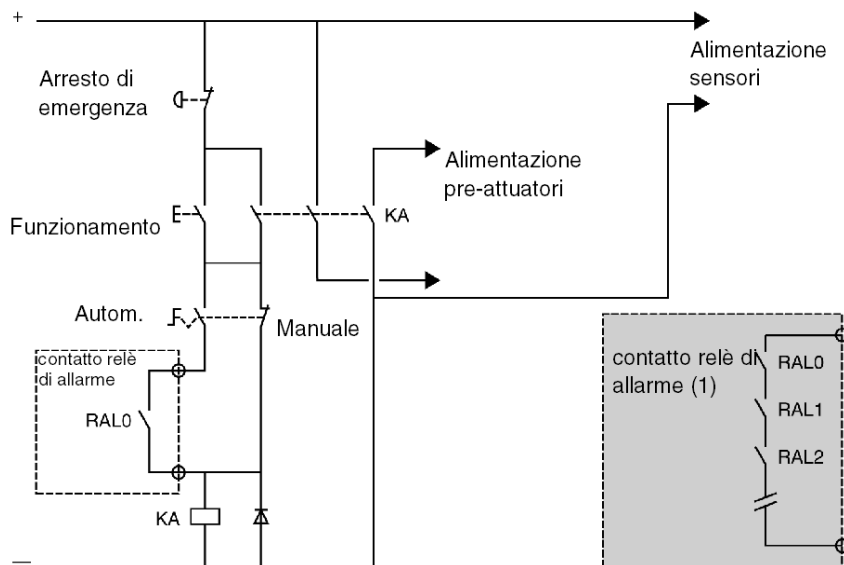 +
Alimentazione
sensori
Arresto di
emergenza
Alimentazione
pre-attuatori
KA
Funzionamento
Autom.
Manuale
contatto relè
di allarme
RAL0
contatto relè di
allarme (1)
RAL0
RAL1
RAL2
KA
—